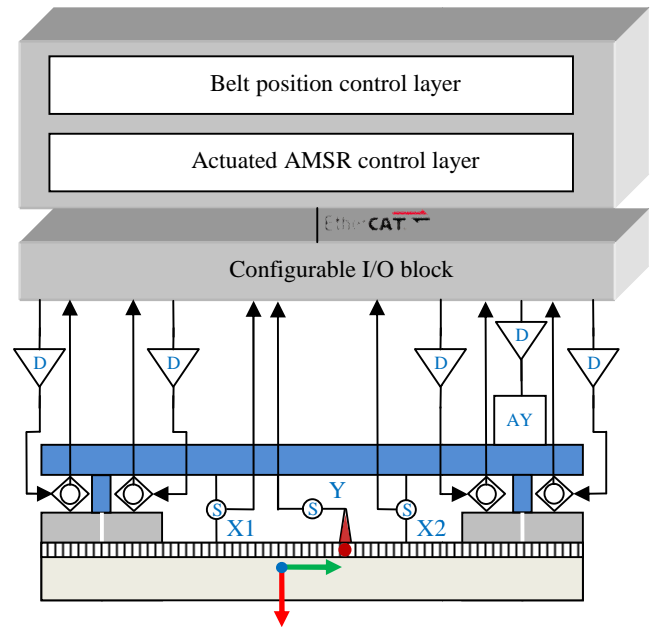 Belt position control layer
Actuated AMSR control layer
EtherCAT
Configurable I/O block
D
D
D
D
D
AY
S
S
Y
S
X1
X2